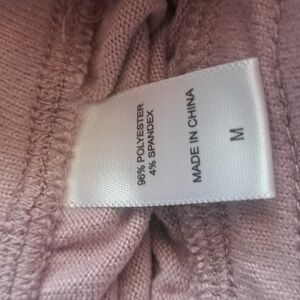 96% POLYESTER
4% SPANDEX
MADE IN CHINA
M